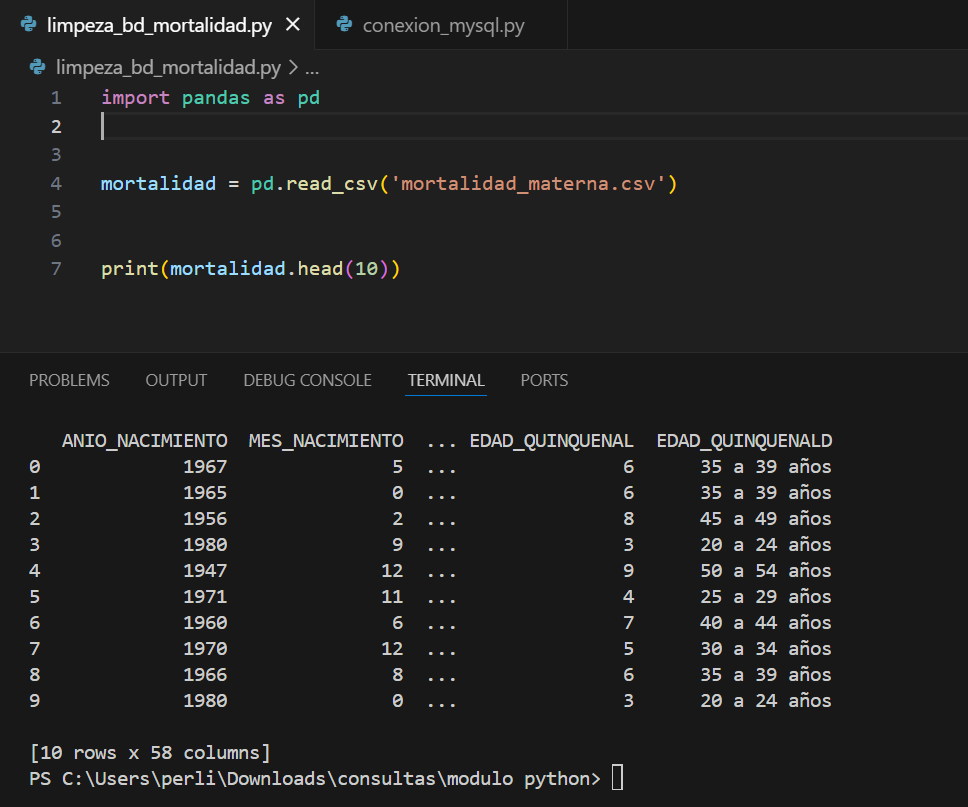 limpeza_bd_mortalidad.py × conexion_mysql.py
limpeza_bd_mortalidad.py > ...
1 import pandas as pd
2
3
4 mortalidad = pd.read_csv('mortalidad_materna.csv')
5
6
7 print(mortalidad.head(10))
PROBLEMS OUTPUT DEBUG CONSOLE TERMINAL PORTS
ANIO_NACIMIENTO MES_NACIMIENTO ... EDAD_QUINQUENAL EDAD_QUINQUENALD
0 1967 5 ... 6 35 a 39 años
1 1965 0 ... 6 35 a 39 años
2 1956 2 ... 8 45 a 49 años
3 1980 9 ... 3 20 a 24 años
4 1947 12 ... 9 50 a 54 años
5 1971 11 ... 4 25 a 29 años
6 1960 6 ... 7 40 a 44 años
7 1970 12 ... 5 30 a 34 años
8 1966 8 ... 6 35 a 39 años
9 1980 0 ... 3 20 a 24 años
[10 rows x 58 columns]
PS C:\Users\perli\Downloads\consultas\modulo python>